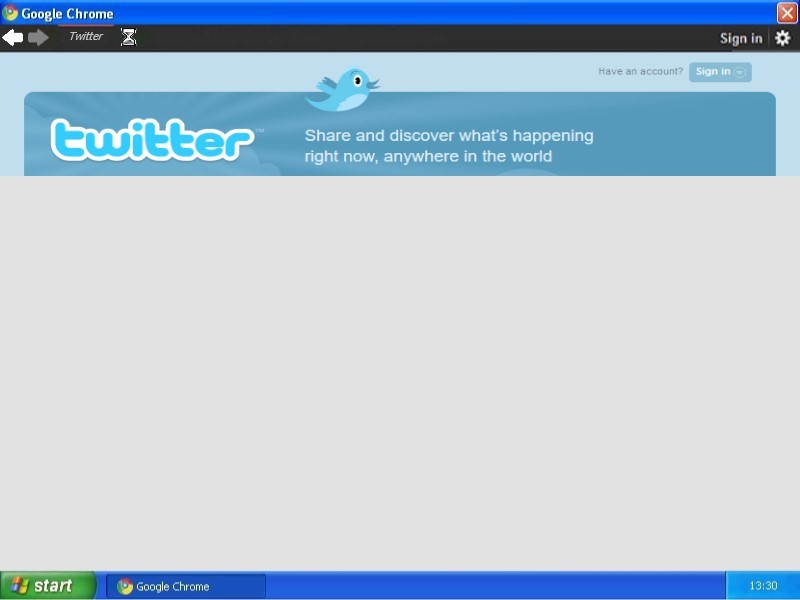 Google Chrome
Twitter
Sign in
Have an account? Sign in
twitter™
Share and discover what's happening
right now, anywhere in the world
start
Google Chrome
13:30